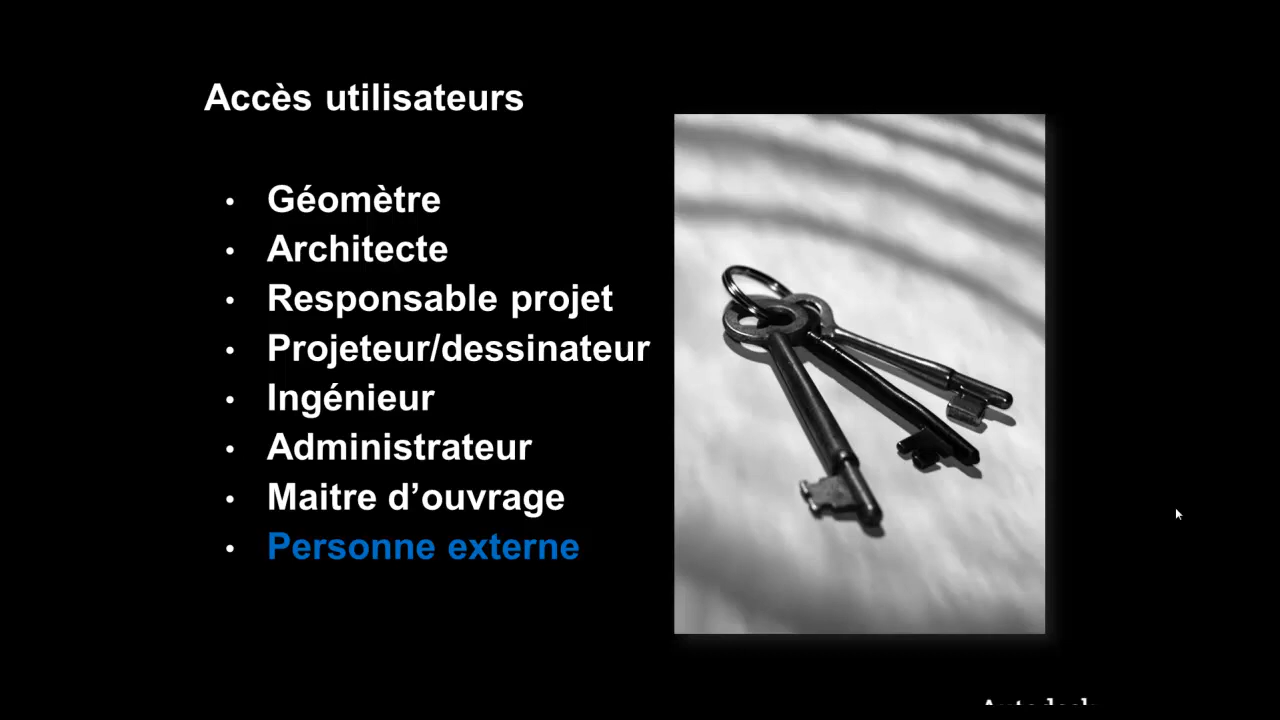 Accès utilisateurs
• Géomètre
• Architecte
• Responsable projet
• Projeteur/dessinateur
• Ingénieur
• Administrateur
• Maitre d’ouvrage
• Personne externe